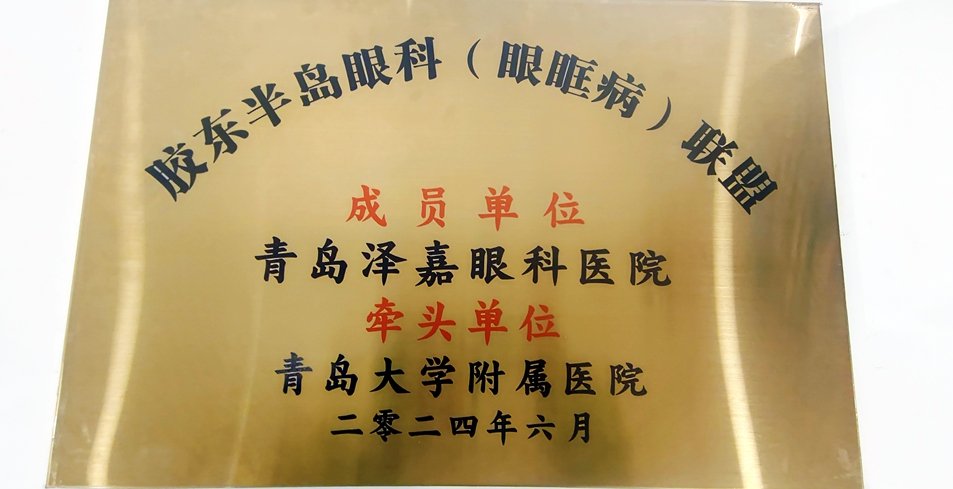 胶东半岛眼科（眼眶病）联盟
成员单位
青岛泽嘉眼科医院
牵头单位
青岛大学附属医院
二零二四年六月